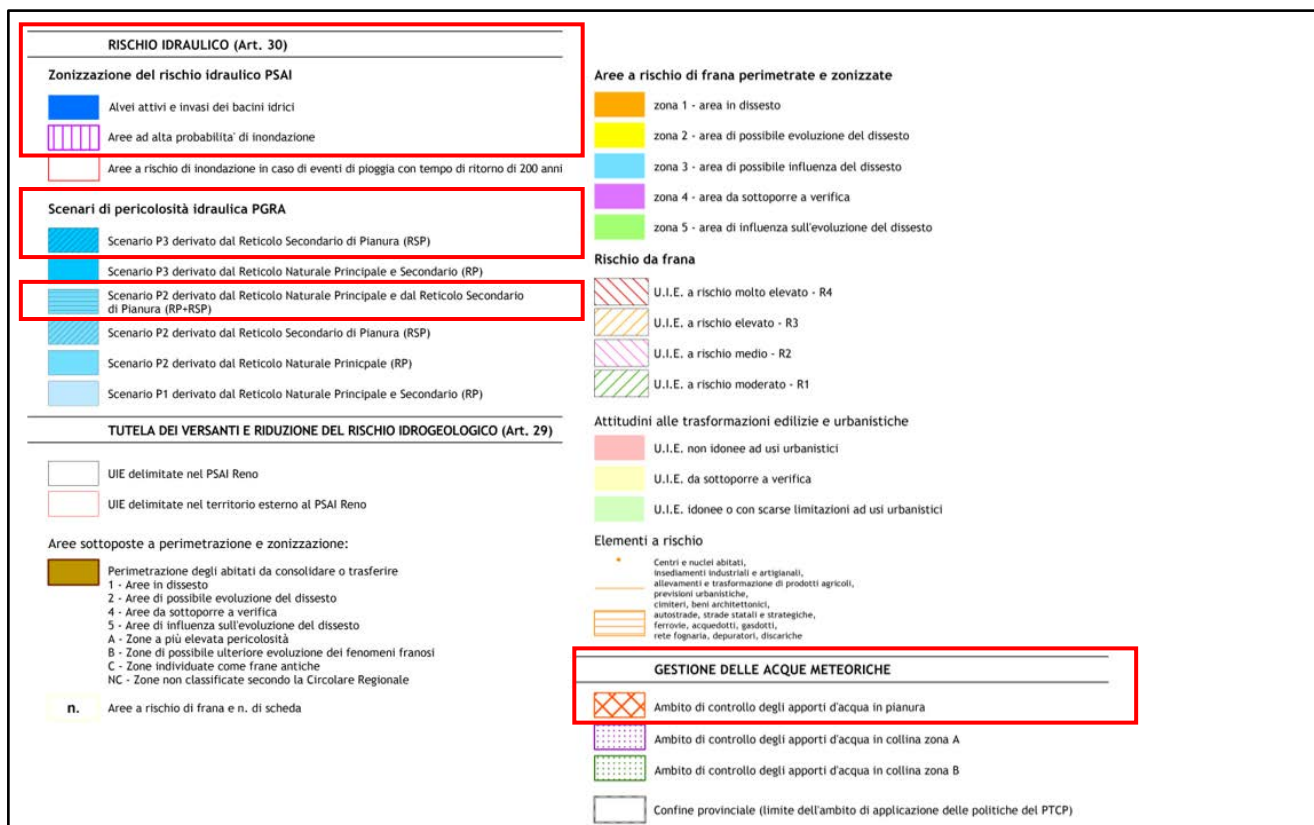 RISCHIO IDRAULICO (Art. 30)
Zonizzazione del rischio idraulico PSAI
Alvei attivi e invasi dei bacini idrici
Aree ad alta probabilita' di inondazione
Aree a rischio di inondazione in caso di eventi di pioggia con tempo di ritorno di 200 anni
Scenari di pericolosità idraulica PGRA
Scenario P3 derivato dal Reticolo Secondario di Pianura (RSP)
Scenario P3 derivato dal Reticolo Naturale Principale e Secondario (RP)
Scenario P2 derivato dal Reticolo Naturale Principale e dal Reticolo Secondario
di Pianura (RP+RSP)
Scenario P2 derivato dal Reticolo Secondario di Pianura (RSP)
Scenario P2 derivato dal Reticolo Naturale Prinicpale (RP)
Scenario P1 derivato dal Reticolo Naturale Principale e Secondario (RP)
TUTELA DEI VERSANTI E RIDUZIONE DEL RISCHIO IDROGEOLOGICO (Art. 29)
UIE delimitate nel PSAI Reno
UIE delimitate nel territorio esterno al PSAI Reno
Aree sottoposte a perimetrazione e zonizzazione:
Perimetrazione degli abitati da consolidare o trasferire
1 - Aree in dissesto
2 - Aree di possibile evoluzione del dissesto
4 - Aree da sottoporre a verifica
5 - Aree di influenza sull'evoluzione del dissesto
A - Zone a più elevata pericolosità
B - Zone di possibile ulteriore evoluzione dei fenomeni franosi
C - Zone individuate come frane antiche
NC - Zone non classificate secondo la Circolare Regionale
n. Aree a rischio di frana e n. di scheda
Aree a rischio di frana perimetrate e zonizzate
zona 1 - area in dissesto
zona 2 - area di possibile evoluzione del dissesto
zona 3 - area di possibile influenza del dissesto
zona 4 - area da sottoporre a verifica
zona 5 - area di influenza sull'evoluzione del dissesto
Rischio da frana
U.I.E. a rischio molto elevato - R4
U.I.E. a rischio elevato - R3
U.I.E. a rischio medio - R2
U.I.E. a rischio moderato - R1
Attitudini alle trasformazioni edilizie e urbanistiche
U.I.E. non idonee ad usi urbanistici
U.I.E. da sottoporre a verifica
U.I.E. idonee o con scarse limitazioni ad usi urbanistici
Elementi a rischio
Centri e nuclei abitati,
insediamenti industriali e artigianali,
allevamenti e trasformazione di prodotti agricoli,
previsioni urbanistiche,
cimiteri, beni architettonici,
autostrade, strade statali e strategiche,
ferrovie, acquedotti, gasdotti,
rete fognaria, depuratori, discariche
GESTIONE DELLE ACQUE METEORICHE
Ambito di controllo degli apporti d'acqua in pianura
Ambito di controllo degli apporti d'acqua in collina zona A
Ambito di controllo degli apporti d'acqua in collina zona B
Confine provinciale (limite dell'ambito di applicazione delle politiche del PTCP)